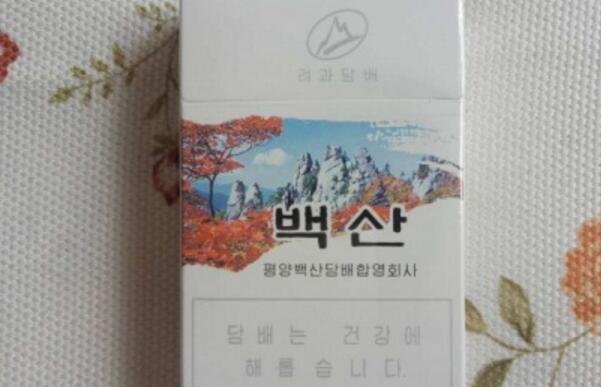 려과담배
백산
평양백산담배합영회사
담배는 건강에
해롭습니다.